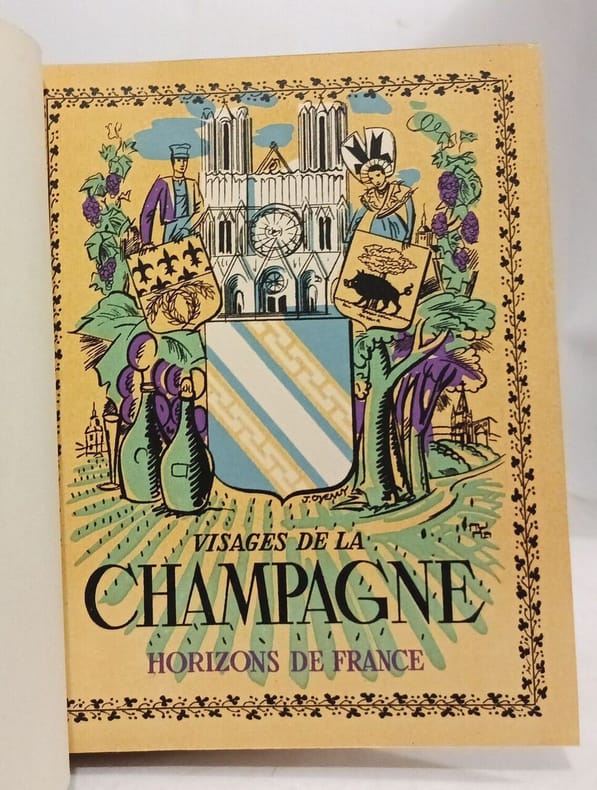 VISAGES DE LA
CHAMPAGNE
HORIZONS DE FRANCE